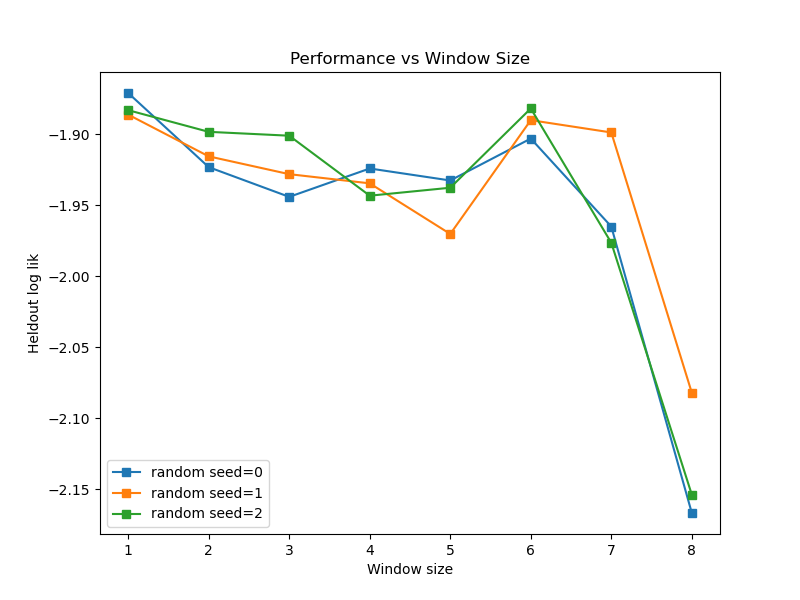 Performance vs Window Size
Heldout log lik
−1.90
−1.95
−2.00
−2.05
−2.10
−2.15
random seed=0
random seed=1
random seed=2
1 2 3 4 5 6 7 8
Window size